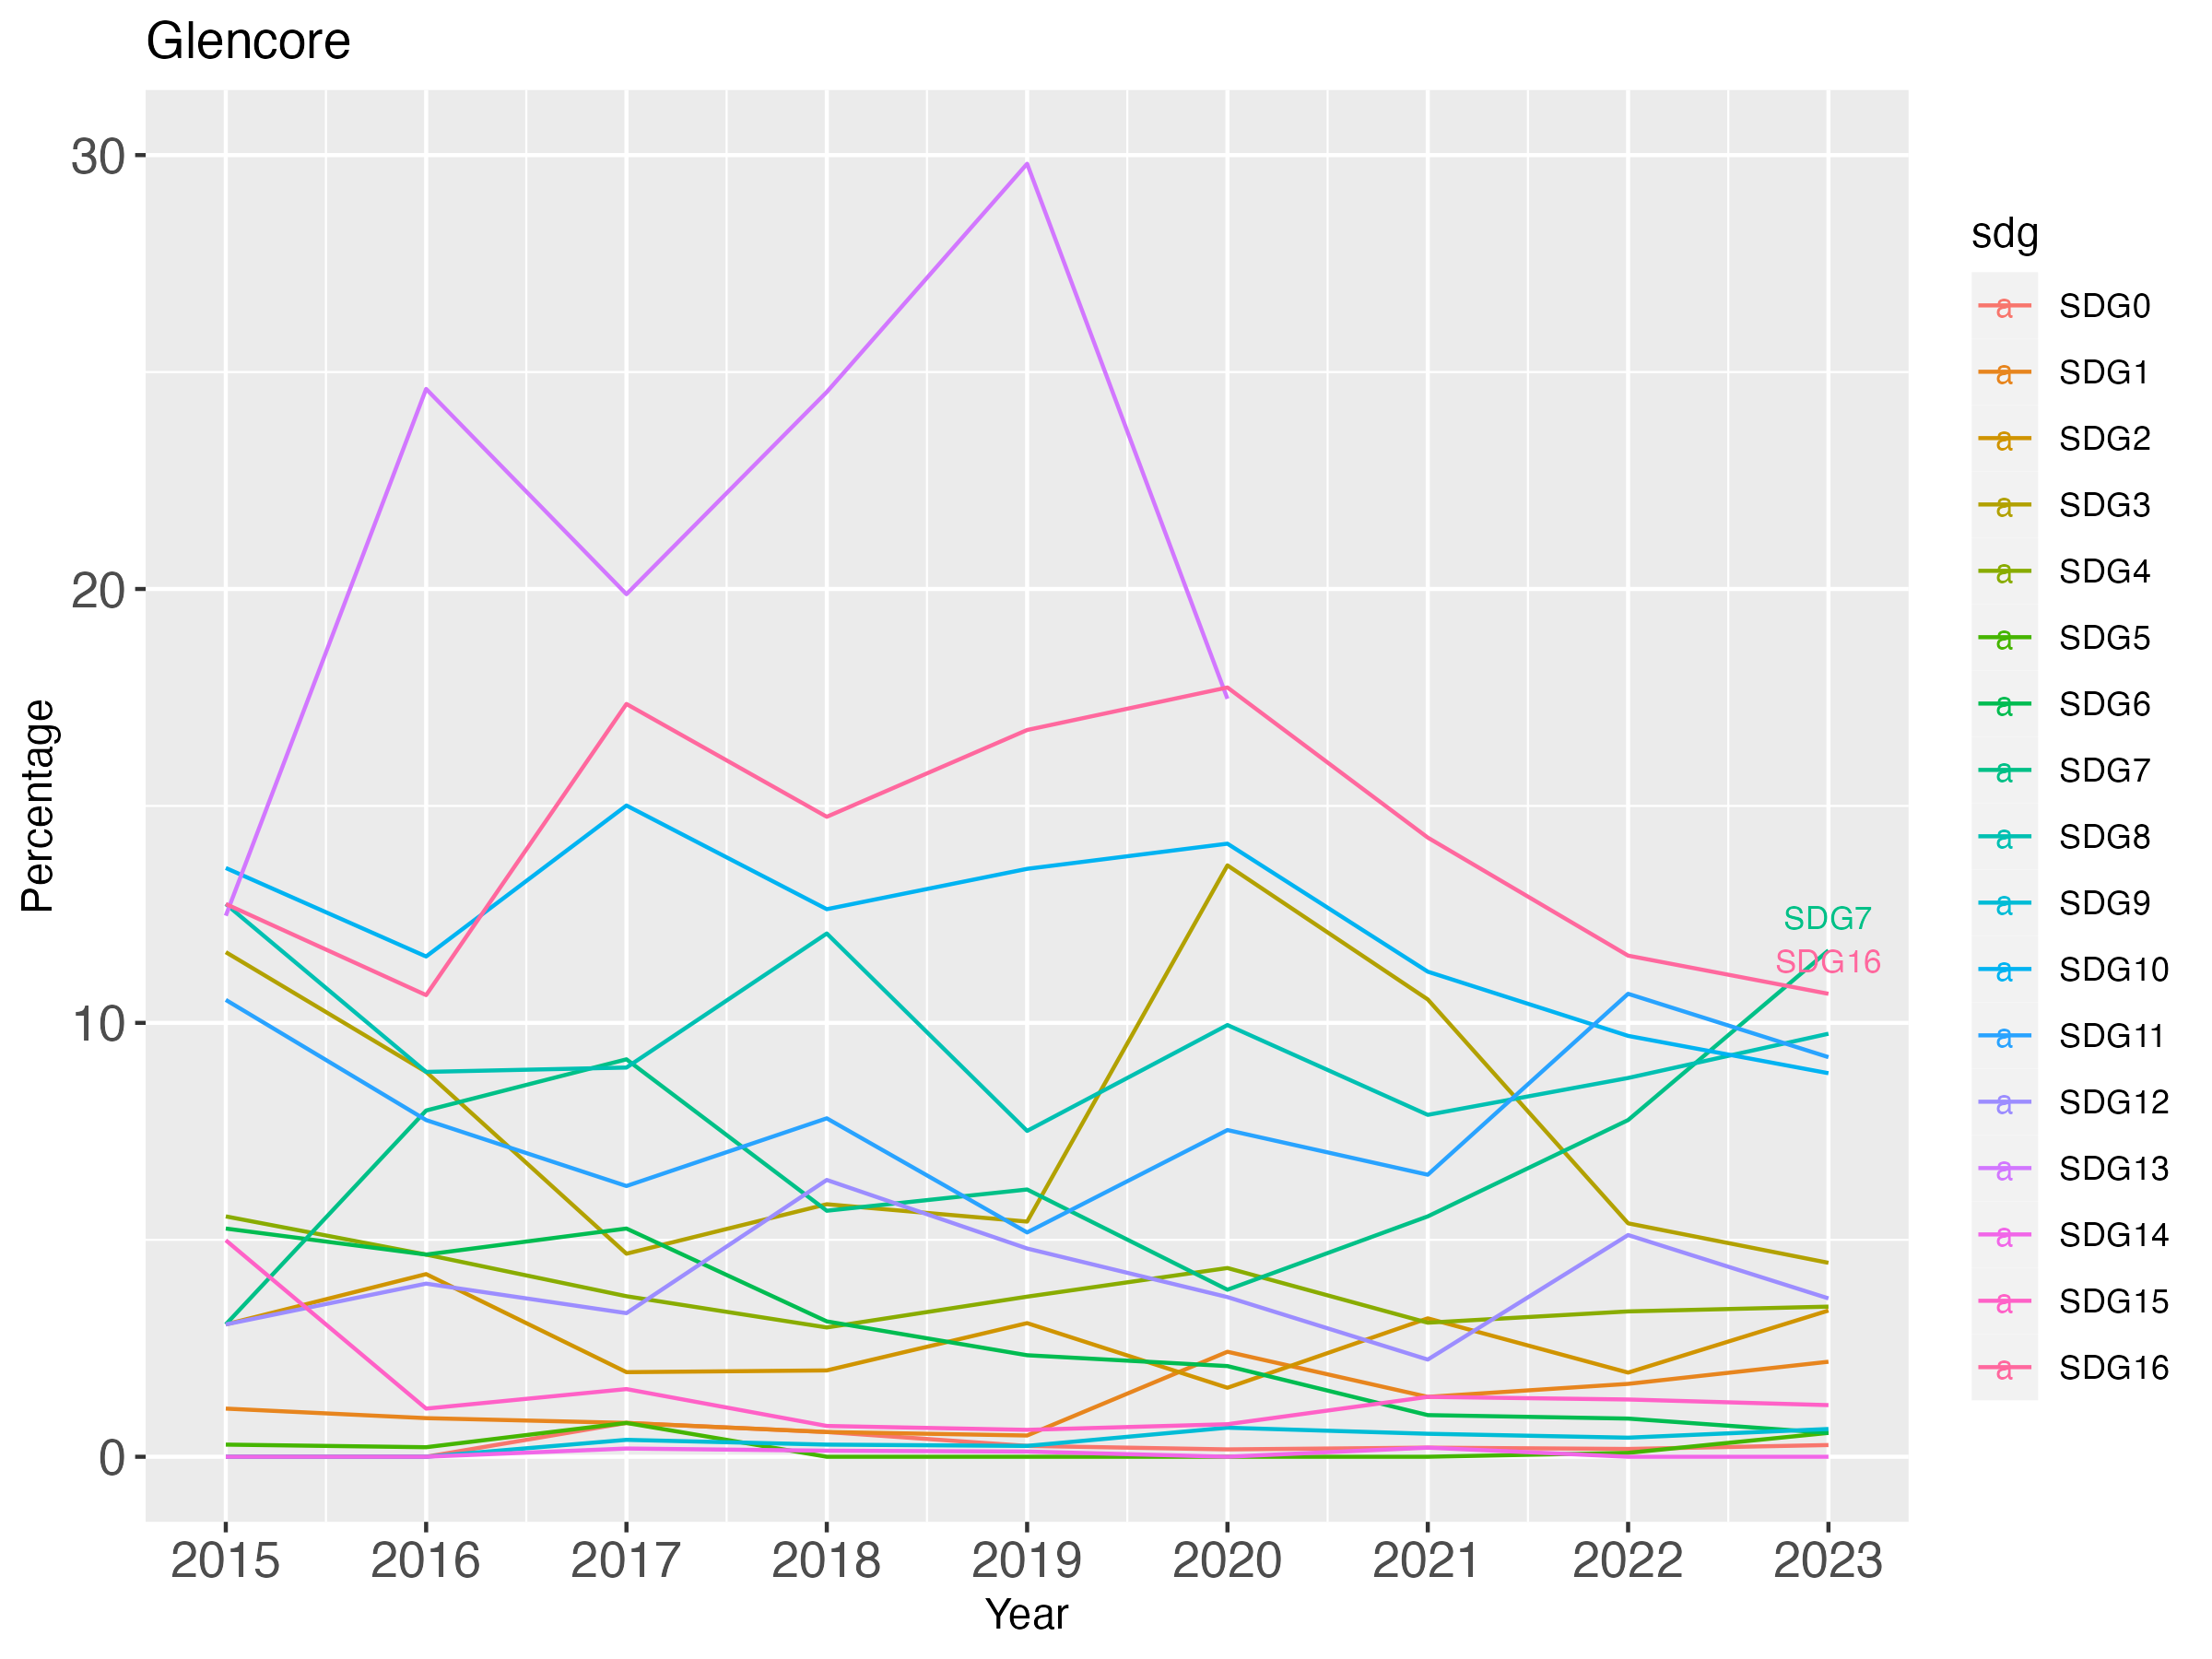 Glencore
30
20
10
0
Percentage
2015 2016 2017 2018 2019 2020 2021 2022 2023
Year
SDG7
SDG16
sdg
a SDG0
a SDG1
a SDG2
a SDG3
a SDG4
a SDG5
a SDG6
a SDG7
a SDG8
a SDG9
a SDG10
a SDG11
a SDG12
a SDG13
a SDG14
a SDG15
a SDG16